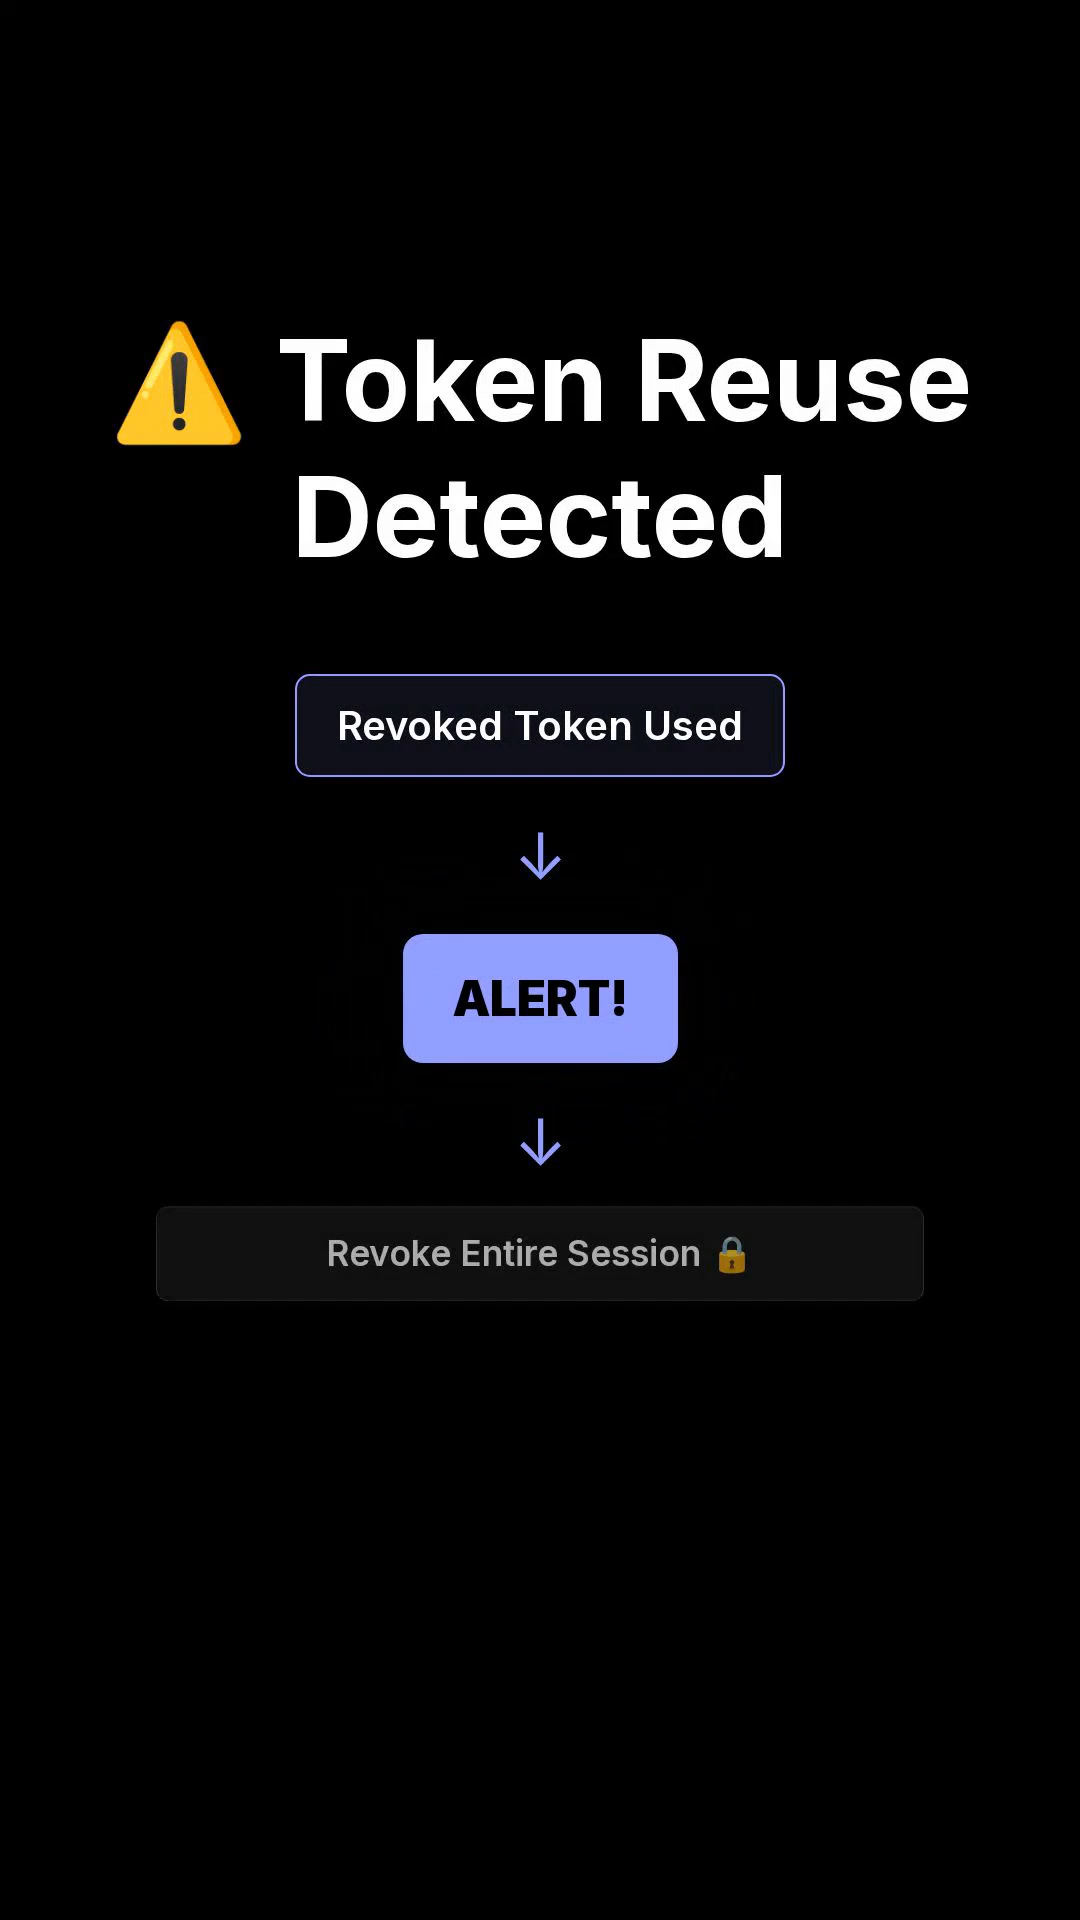 ⚠️ Token Reuse
Detected
Revoked Token Used
↓
ALERT!
↓
Revoke Entire Session 🔒